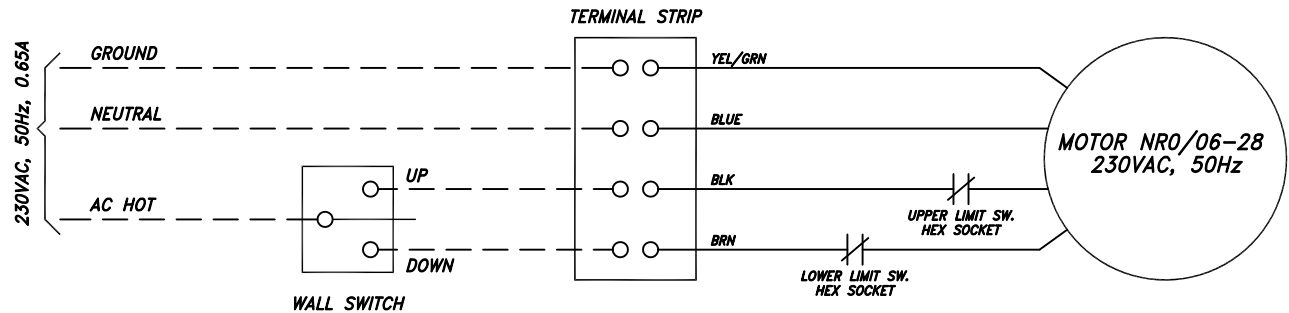 TERMINAL STRIP
230VAC, 50Hz, 0.65A
GROUND
YEL/GRN
NEUTRAL
BLUE
MOTOR NR0/06-28
230VAC, 50Hz
UP
BLK
AC HOT
UPPER LIMIT SW.
HEX SOCKET
BRN
DOWN
LOWER LIMIT SW.
HEX SOCKET
WALL SWITCH